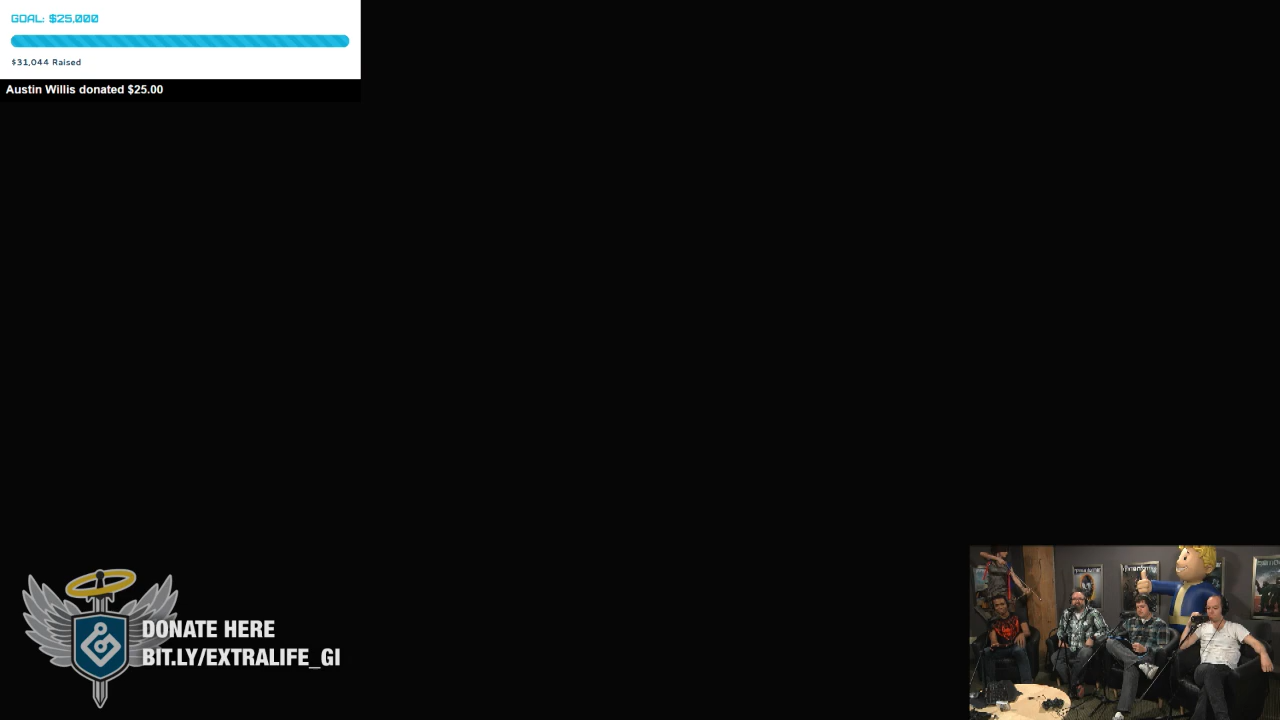 GOAL: $25,000
$31,044 Raised
Austin Willis donated $25.00
DONATE HERE
BIT.LY/EXTRALIFE_GI